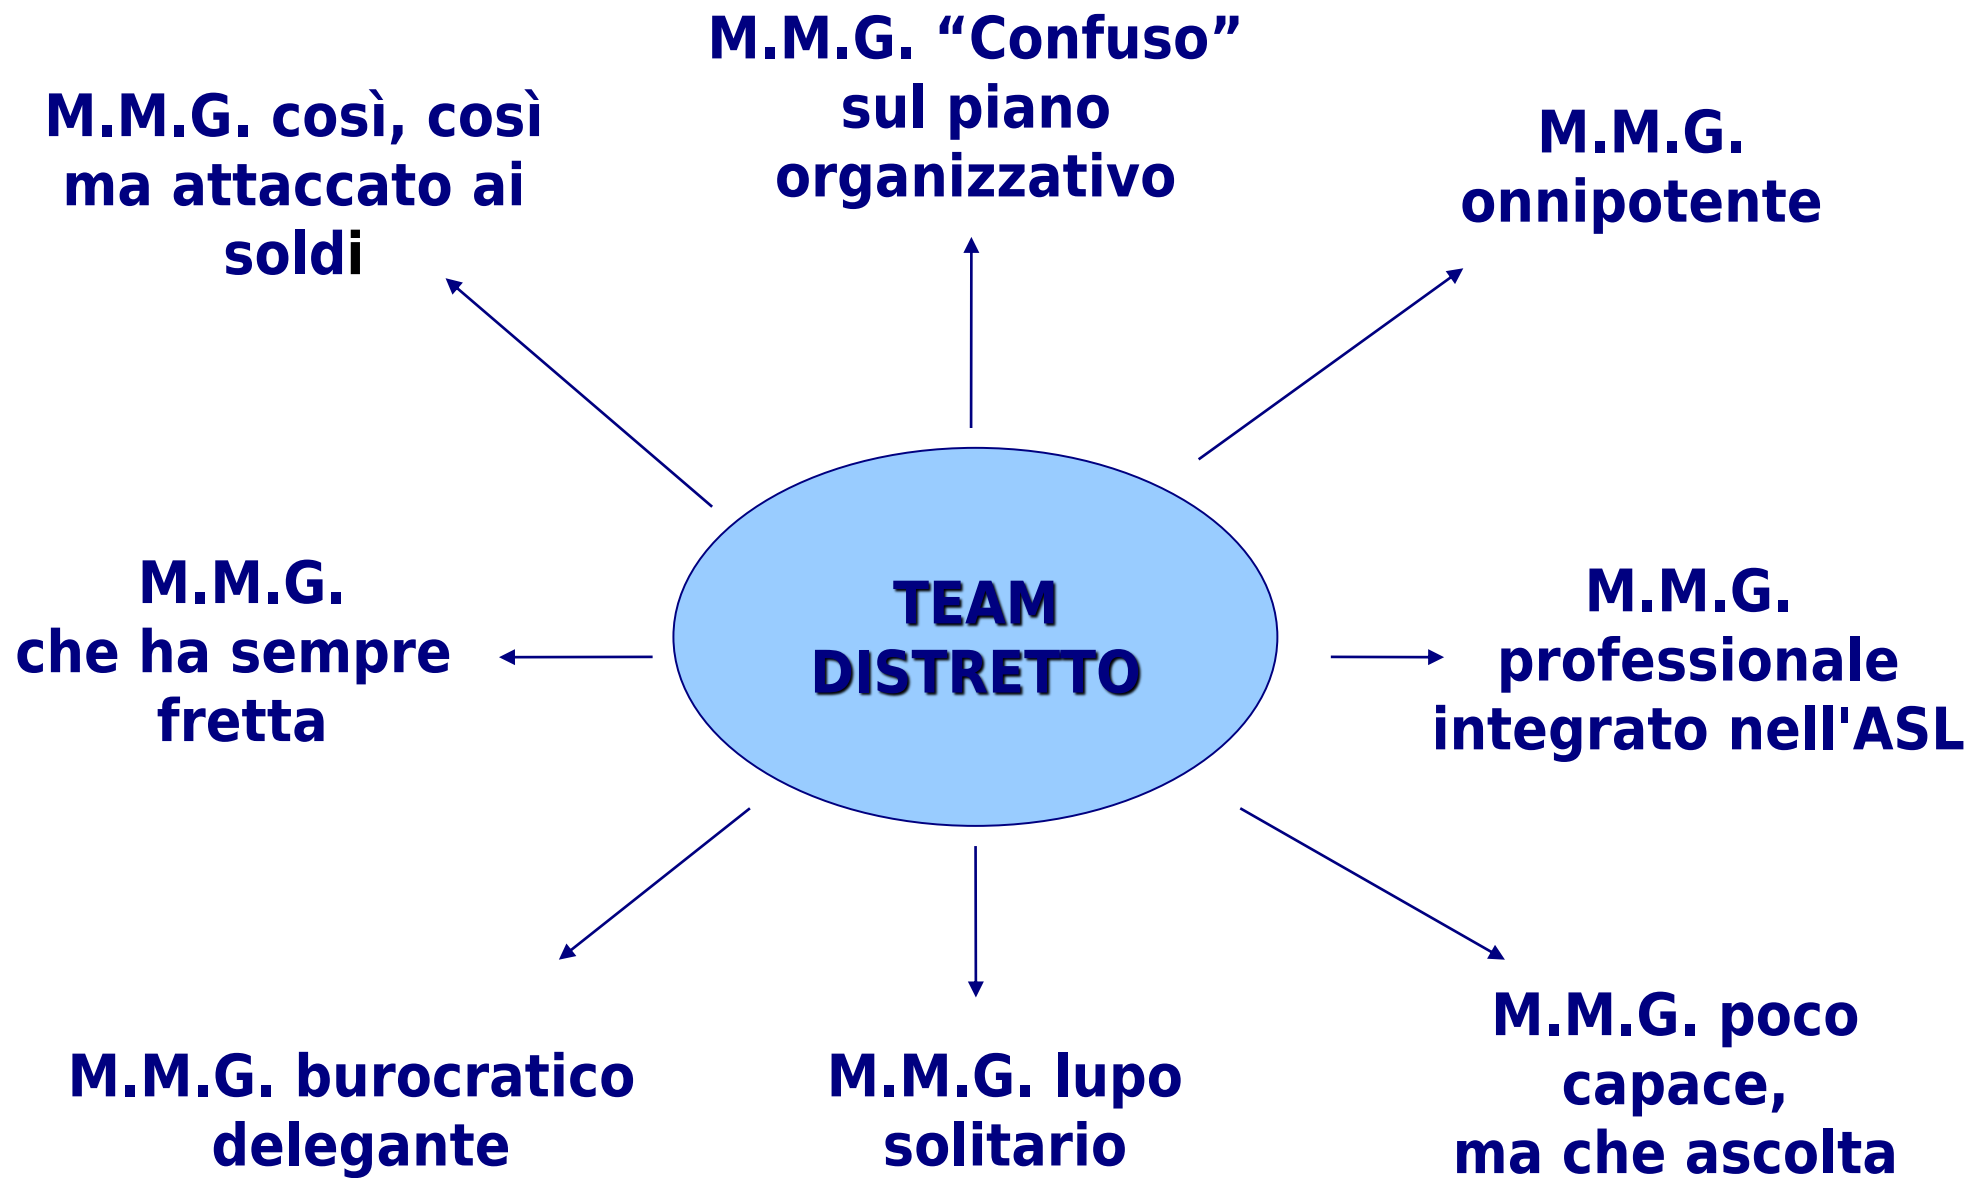 M.M.G. “Confuso”
sul piano
organizzativo
M.M.G. così, così
ma attaccato ai
soldi
M.M.G.
onnipotente
M.M.G.
che ha sempre
fretta
TEAM
DISTRETTO
M.M.G.
professionale
integrato nell'ASL
M.M.G. burocratico
delegante
M.M.G. lupo
solitario
M.M.G. poco
capace,
ma che ascolta